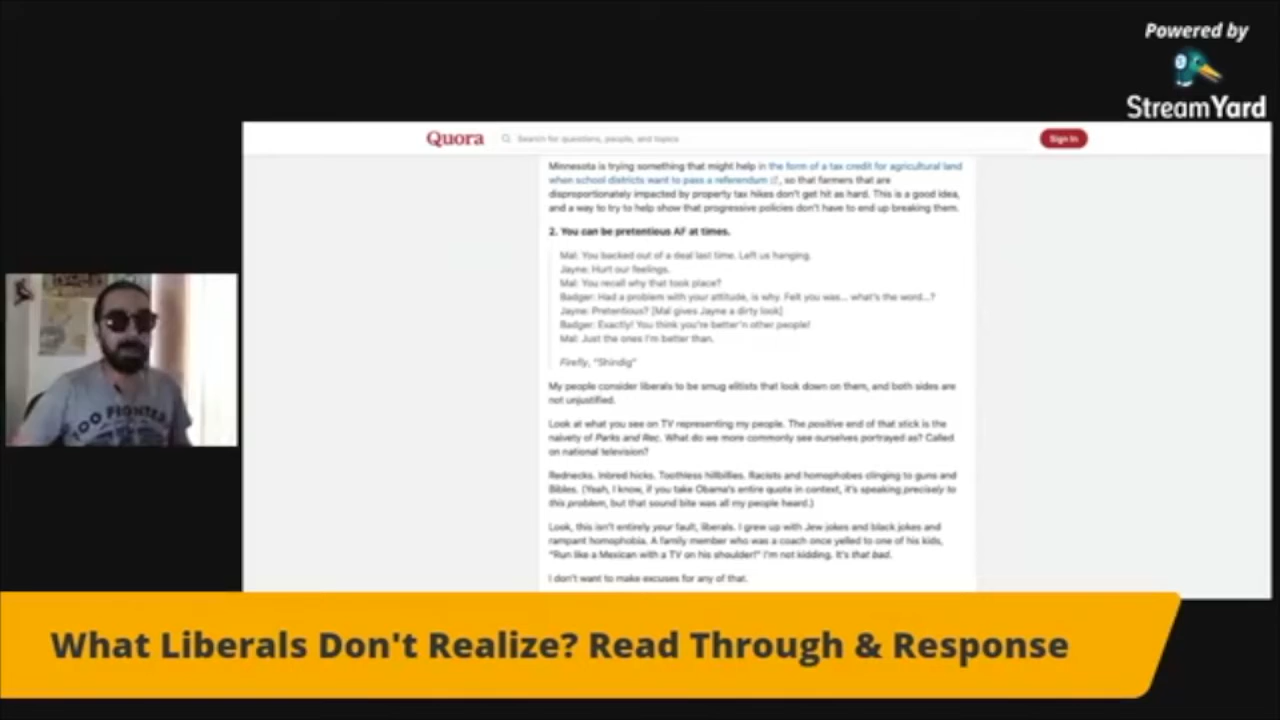 Powered by
StreamYard
Quora
Search for questions, people, and topics
Sign In
Minnesota is trying something that might help in the form of a tax credit for agricultural land
when school districts want to pass a referendum, so that farmers that are
disproportionately impacted by property tax hikes don't get hit as hard. This is a good idea,
and a way to try to help show that progressive policies don't have to end up breaking them.
2. You can be pretentious AF at times.
Mal: You backed out of a deal last time. Left us hanging.
Jayne: Hurt our feelings.
Mal: You recall why that took place?
Badger: Had a problem with your attitude, is why. Felt you was... what's the word...?
Jayne: Pretentious? [Mal gives Jayne a dirty look]
Badger: Exactly! You think you're better'n other people!
Mal: Just the ones I'm better than.
Firefly, "Shindig"
My people consider liberals to be smug elitists that look down on them, and both sides are
not unjustified.
Look at what you see on TV representing my people. The positive end of that stick is the
naivety of Parks and Rec. What do we more commonly see ourselves portrayed as? Called
on national television?
Rednecks. Inbred hicks. Toothless hillbillies. Racists and homophobes clinging to guns and
Bibles. (Yeah, I know, if you take Obama's entire quote in context, it's speaking precisely to
this problem, but that sound bite was all my people heard.)
Look, this isn't entirely your fault, liberals. I grew up with Jew jokes and black jokes and
rampant homophobia. A family member who was a coach once yelled to one of his kids,
"Run like a Mexican with a TV on his shoulder!" I'm not kidding. It's that bad.
I don't want to make excuses for any of that.
FOO FIGHTER
What Liberals Don't Realize? Read Through & Response